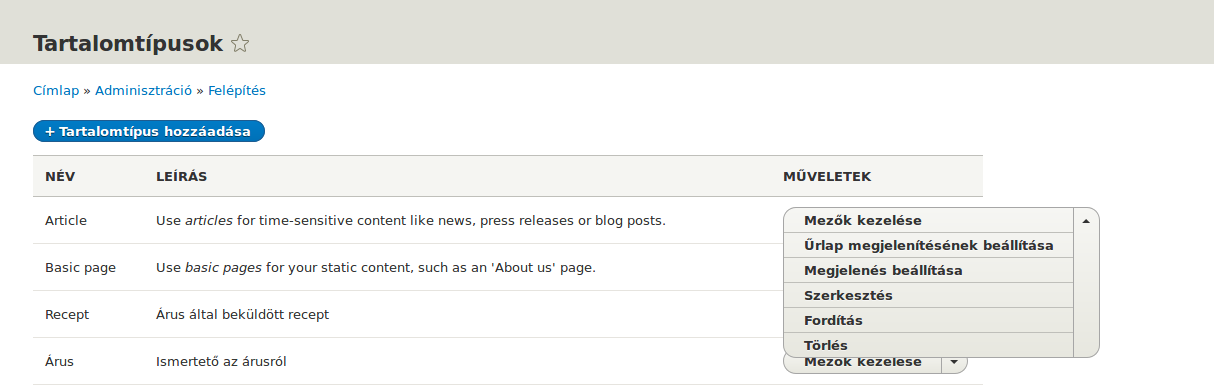 Tartalomtípusok
Címlap » Adminisztráció » Felépítés
+ Tartalomtípus hozzáadása
NÉV LEÍRÁS MŰVELETEK
Article Use articles for time-sensitive content like news, press releases or blog posts. Mezők kezelése
Űrlap megjelenítésének beállítása
Basic page Use basic pages for your static content, such as an 'About us' page. Megjelenés beállítása
Szerkesztés
Recept Árus által beküldött recept Fordítás
Törlés
Árus Ismertető az árusról Mezők kezelése